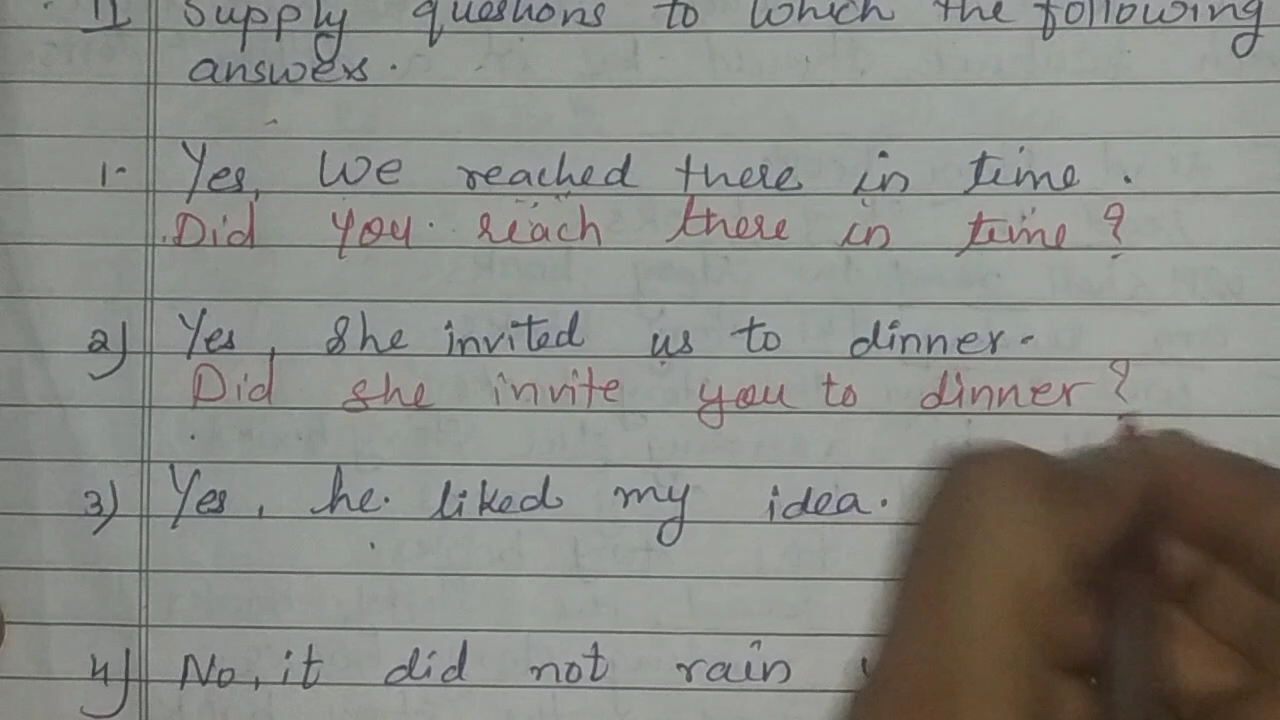 II Supply questions to which the following
answers.
1. Yes, We reached there in time.
Did you reach there in time?
2) Yes, she invited us to dinner.
Did she invite you to dinner?
3) Yes, he liked my idea.
4) No, it did not rain